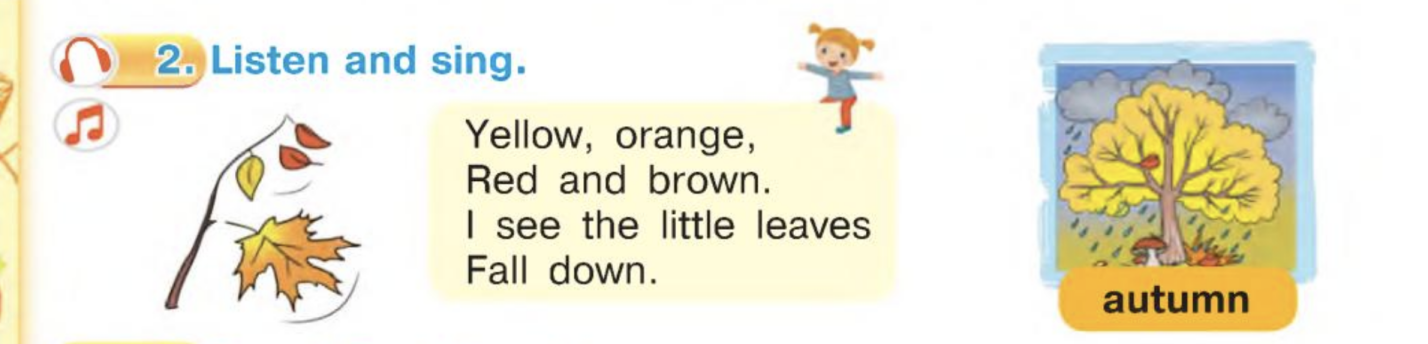 2. Listen and sing.
Yellow, orange,
Red and brown.
I see the little leaves
Fall down.
autumn